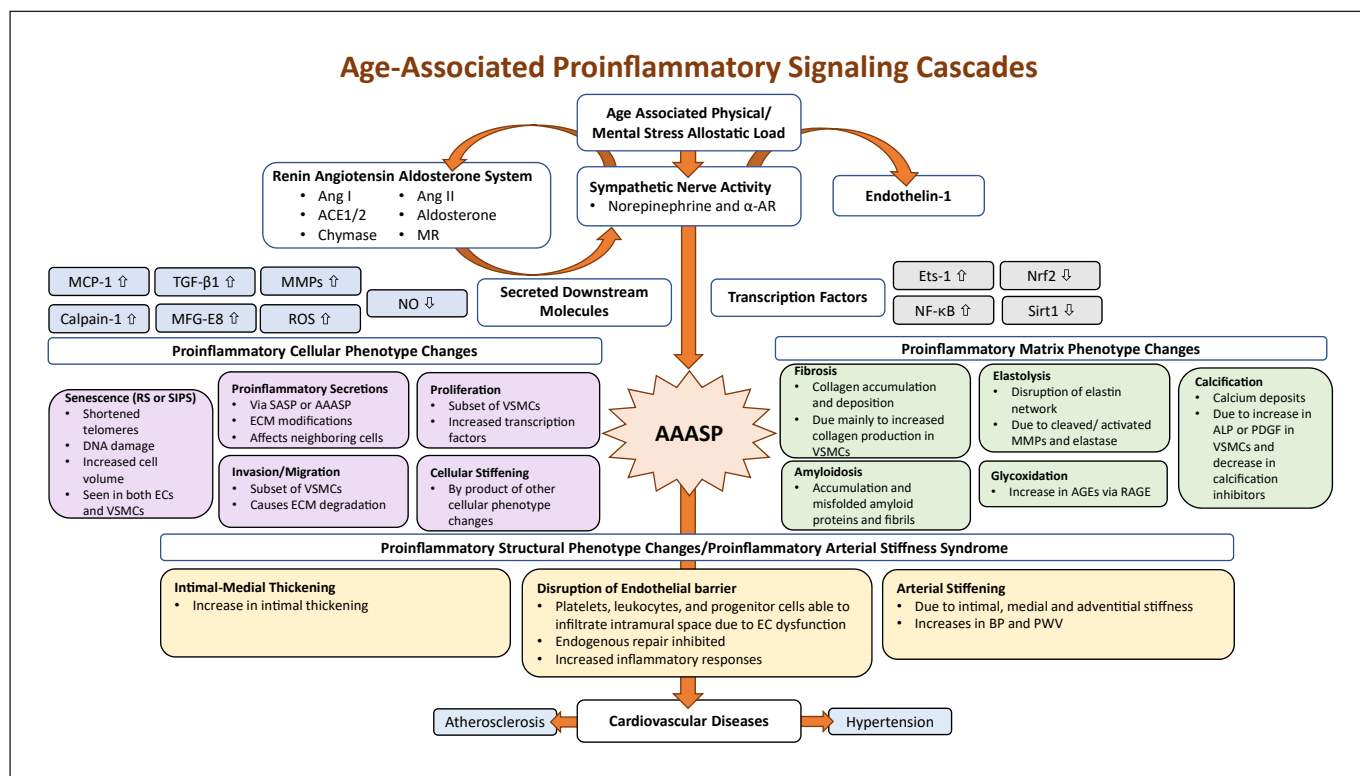 Age-Associated Proinflammatory Signaling Cascades
Age Associated Physical/
Mental Stress Allostatic Load
Renin Angiotensin Aldosterone System
• Ang I • Ang II
• ACE1/2 • Aldosterone
• Chymase • MR
Sympathetic Nerve Activity
• Norepinephrine and α-AR
Endothelin-1
MCP-1 ⇧
TGF-β1 ⇧
MMPs ⇧
Calpain-1 ⇧
MFG-E8 ⇧
ROS ⇧
NO ⇩
Secreted Downstream
Molecules
Transcription Factors
Ets-1 ⇧
Nrf2 ⇩
NF-κB ⇧
Sirt1 ⇩
Proinflammatory Cellular Phenotype Changes
Senescence (RS or SIPS)
• Shortened
telomeres
• DNA damage
• Increased cell
volume
• Seen in both ECs
and VSMCs
Proinflammatory Secretions
• Via SASP or AAASP
• ECM modifications
• Affects neighboring cells
Proliferation
• Subset of VSMCs
• Increased transcription
factors
Invasion/Migration
• Subset of VSMCs
• Causes ECM degradation
Cellular Stiffening
• By product of other
cellular phenotype
changes
AAASP
Proinflammatory Matrix Phenotype Changes
Fibrosis
• Collagen accumulation
and deposition
• Due mainly to increased
collagen production in
VSMCs
Elastolysis
• Disruption of elastin
network
• Due to cleaved/ activated
MMPs and elastase
Calcification
• Calcium deposits
• Due to increase in
ALP or PDGF in
VSMCs and
decrease in
calcification
inhibitors
Amyloidosis
• Accumulation and
misfolded amyloid
proteins and fibrils
Glycoxidation
• Increase in AGEs via RAGE
Proinflammatory Structural Phenotype Changes/Proinflammatory Arterial Stiffness Syndrome
Intimal-Medial Thickening
• Increase in intimal thickening
Disruption of Endothelial barrier
• Platelets, leukocytes, and progenitor cells able to
infiltrate intramural space due to EC dysfunction
• Endogenous repair inhibited
• Increased inflammatory responses
Arterial Stiffening
• Due to intimal, medial and adventitial stiffness
• Increases in BP and PWV
Atherosclerosis
Cardiovascular Diseases
Hypertension